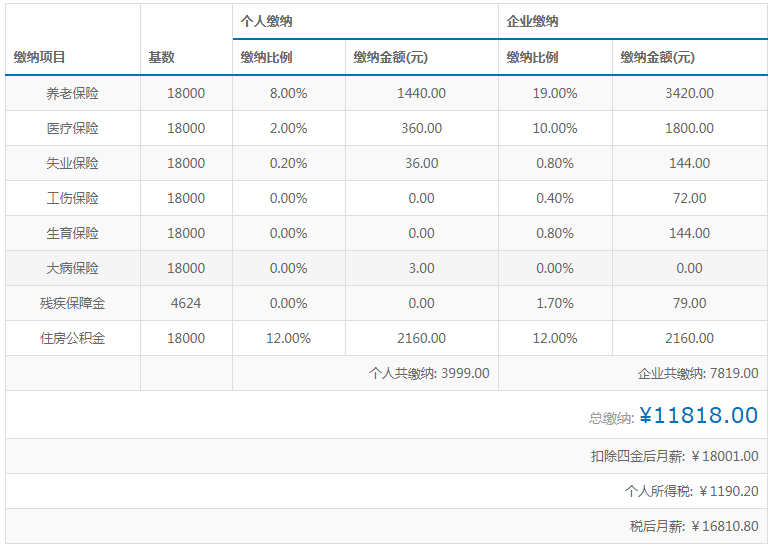 个人缴纳 企业缴纳
缴纳项目 基数 缴纳比例 缴纳金额(元) 缴纳比例 缴纳金额(元)
养老保险 18000 8.00% 1440.00 19.00% 3420.00
医疗保险 18000 2.00% 360.00 10.00% 1800.00
失业保险 18000 0.20% 36.00 0.80% 144.00
工伤保险 18000 0.00% 0.00 0.40% 72.00
生育保险 18000 0.00% 0.00 0.80% 144.00
大病保险 18000 0.00% 3.00 0.00% 0.00
残疾保障金 4624 0.00% 0.00 1.70% 79.00
住房公积金 18000 12.00% 2160.00 12.00% 2160.00
个人共缴纳: 3999.00 企业共缴纳: 7819.00
总缴纳: ¥11818.00
扣除四金后月薪: ¥18001.00
个人所得税: ¥1190.20
税后月薪: ¥16810.80